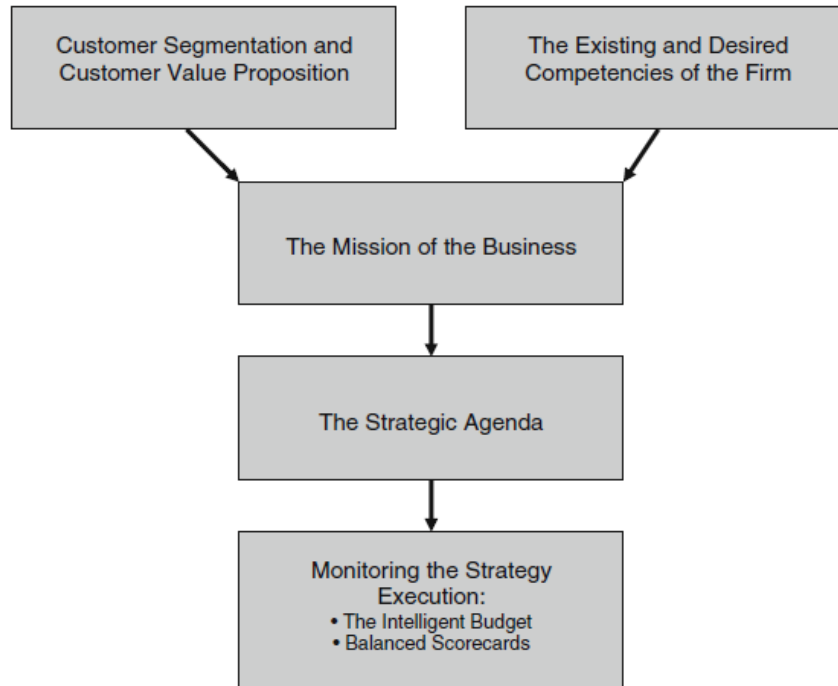 Customer Segmentation and
Customer Value Proposition
The Existing and Desired
Competencies of the Firm
The Mission of the Business
The Strategic Agenda
Monitoring the Strategy
Execution:
• The Intelligent Budget
• Balanced Scorecards